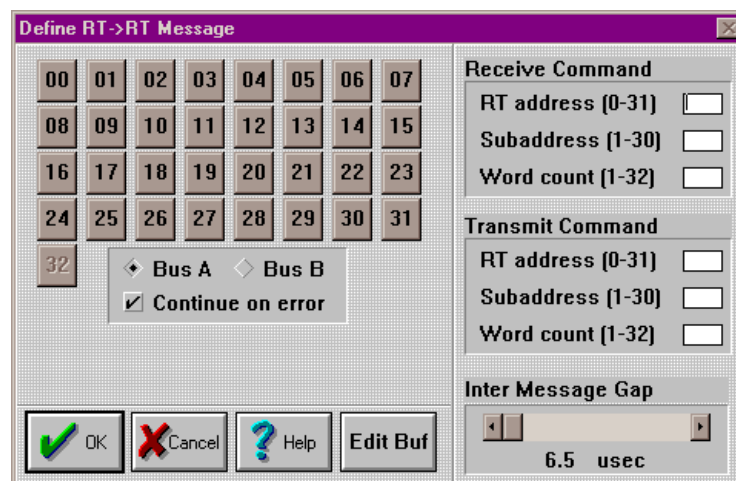 Define RT->RT Message
00 01 02 03 04 05 06 07
08 09 10 11 12 13 14 15
16 17 18 19 20 21 22 23
24 25 26 27 28 29 30 31
32
Bus A Bus B
Continue on error
OK Cancel Help Edit Buf
Receive Command
RT address (0-31)
Subaddress (1-30)
Word count (1-32)
Transmit Command
RT address (0-31)
Subaddress (1-30)
Word count (1-32)
Inter Message Gap
6.5 usec